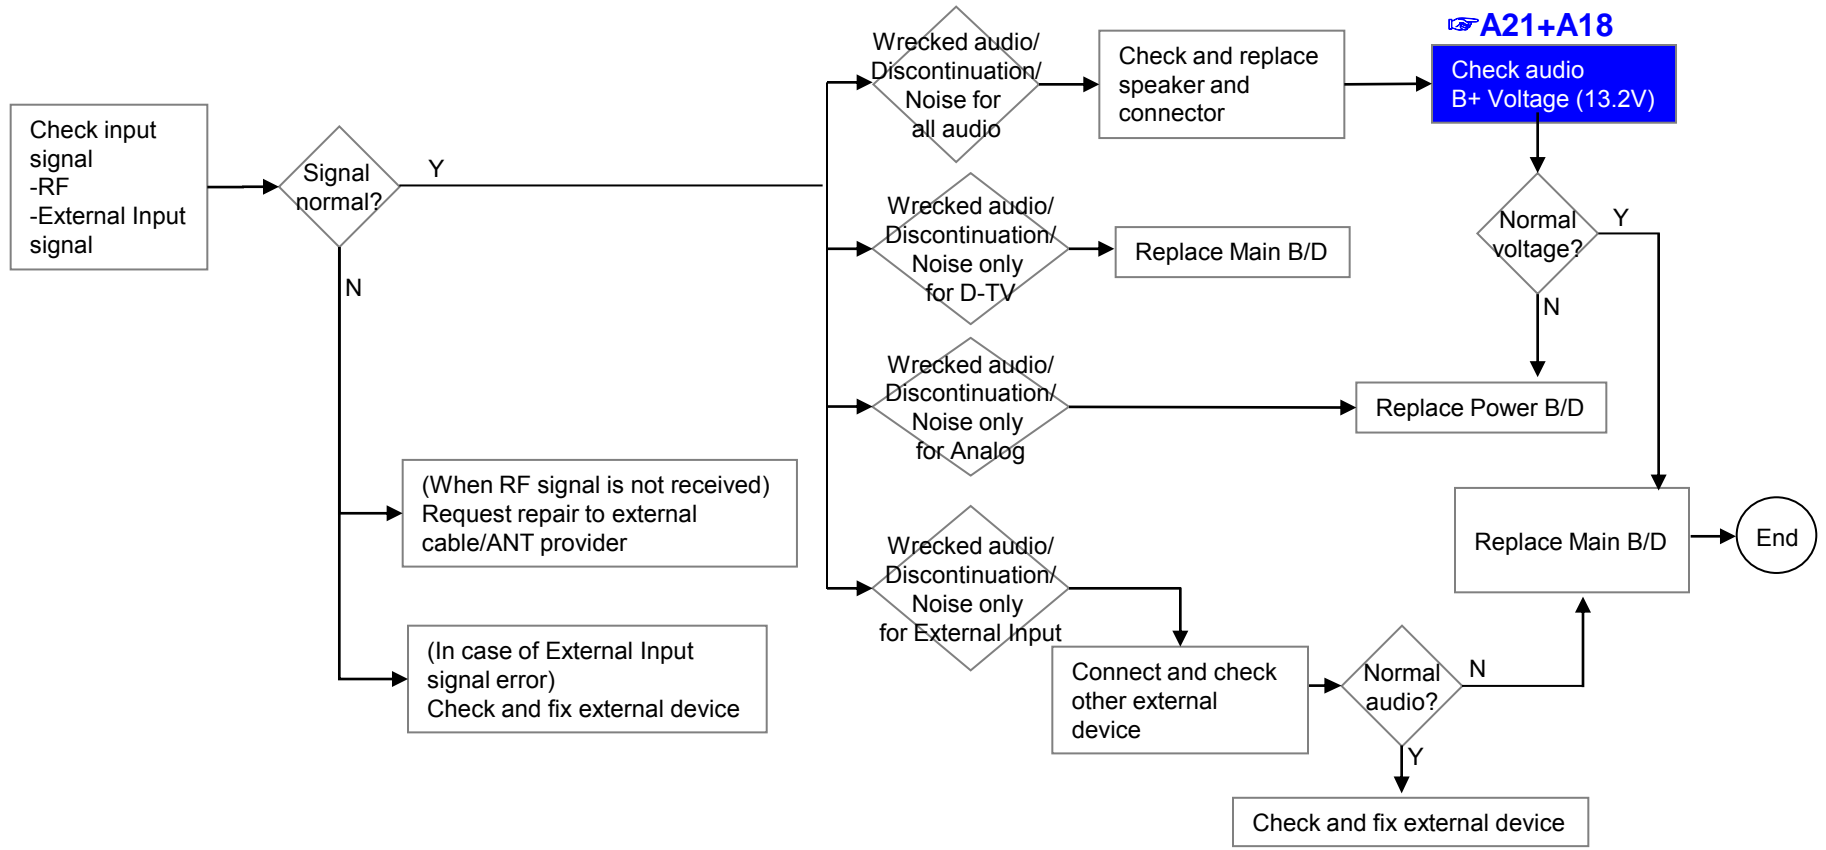 ☞A21+A18
Check input
signal
-RF
-External Input
signal
Signal
normal?
Y
N
(When RF signal is not received)
Request repair to external
cable/ANT provider
(In case of External Input
signal error)
Check and fix external device
Wrecked audio/
Discontinuation/
Noise for
all audio
Check and replace
speaker and
connector
Check audio
B+ Voltage (13.2V)
Normal
voltage?
Y
N
Wrecked audio/
Discontinuation/
Noise only
for D-TV
Replace Main B/D
Wrecked audio/
Discontinuation/
Noise only
for Analog
Replace Power B/D
Wrecked audio/
Discontinuation/
Noise only
for External Input
Connect and check
other external
device
Normal
audio?
N
Y
Replace Main B/D
End
Check and fix external device